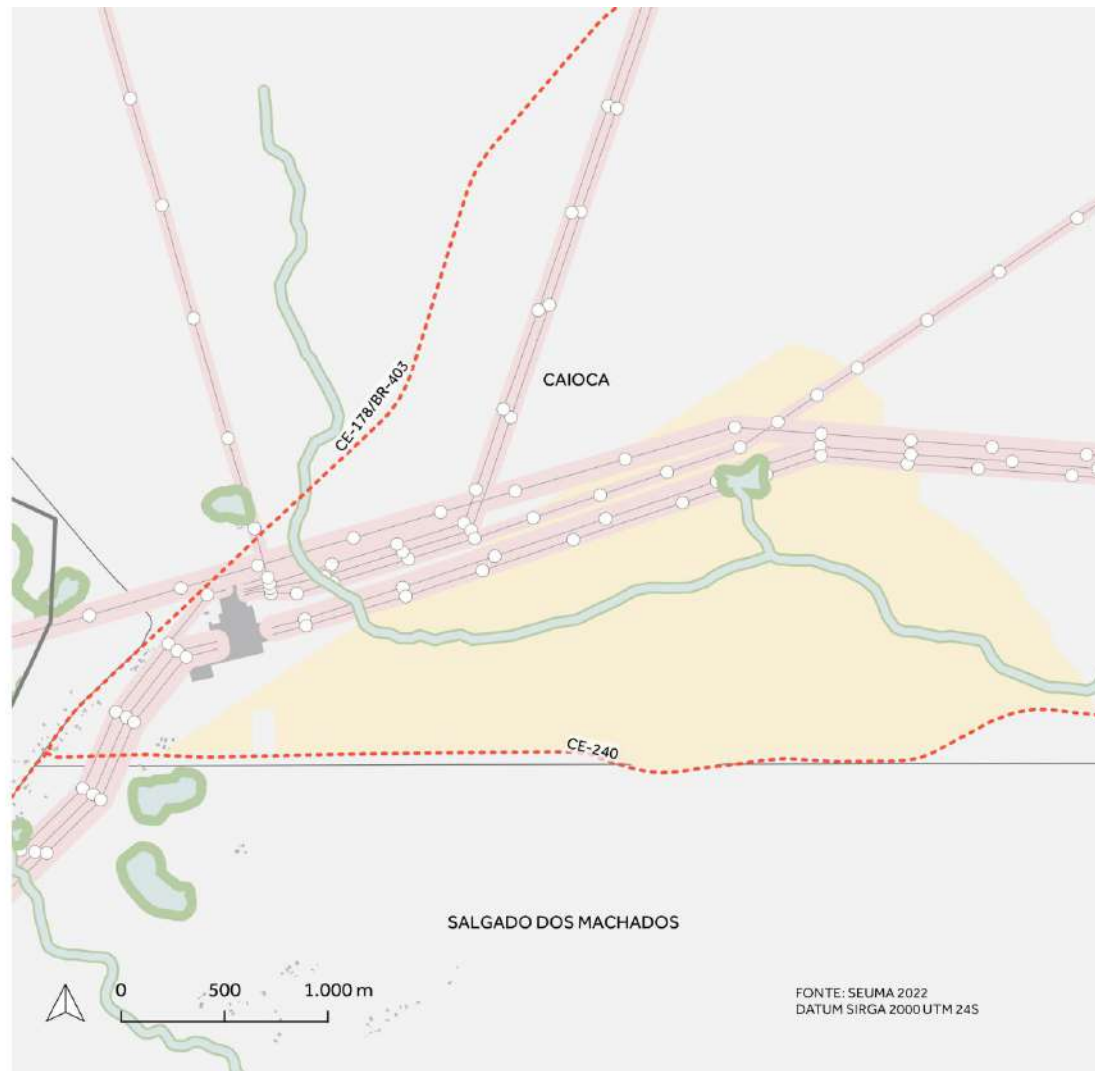 CE-178/BR-403
CAIOCA
CE-240
SALGADO DOS MACHADOS
0 500 1.000 m
FONTE: SEUMA 2022
DATUM SIRGA 2000 UTM 24S